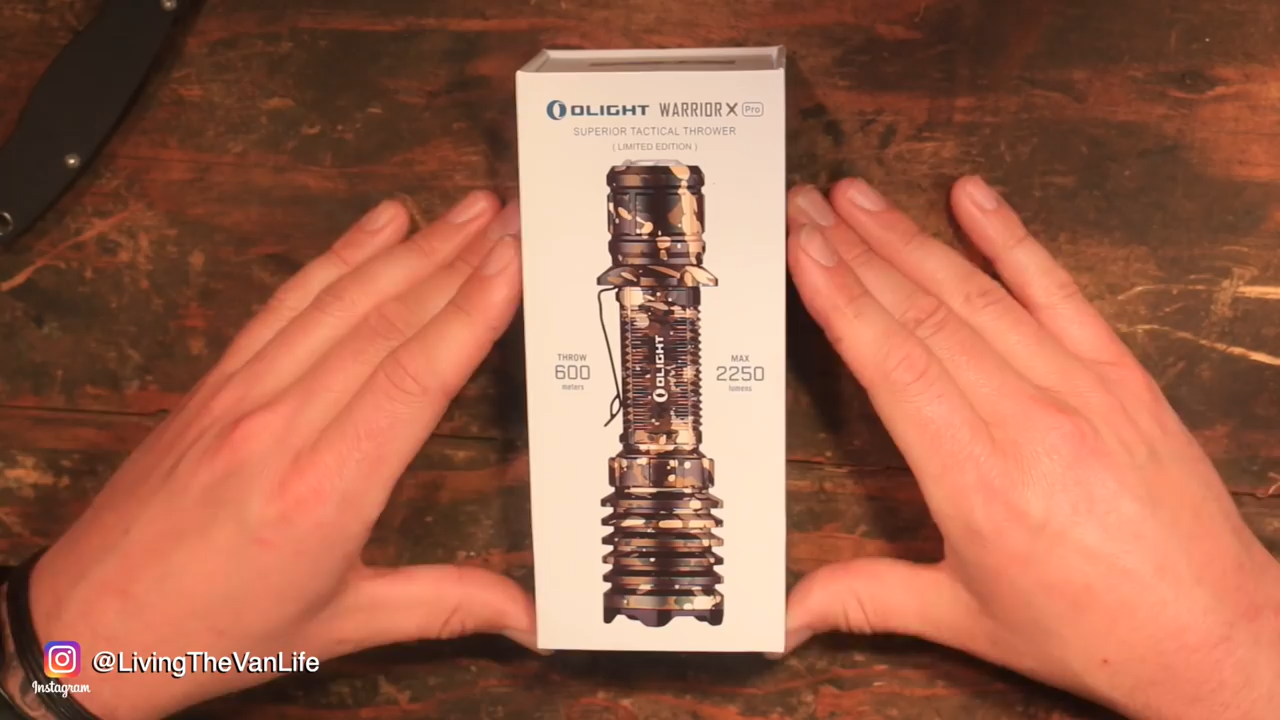 OLIGHT WARRIOR X Pro
SUPERIOR TACTICAL THROWER
( LIMITED EDITION )
OLIGHT
THROW
600
meters
MAX
2250
lumens
@LivingTheVanLife
Instagram